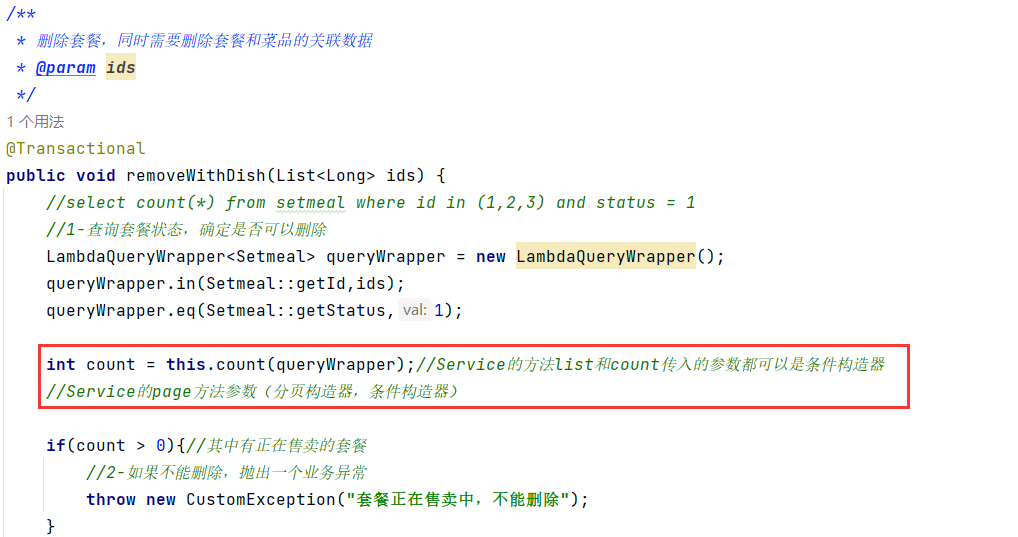 /**
 * 删除套餐，同时需要删除套餐和菜品的关联数据
 * @param ids
 */
1 个用法
@Transactional
public void removeWithDish(List<Long> ids) {
    //select count(*) from setmeal where id in (1,2,3) and status = 1
    //1-查询套餐状态，确定是否可以删除
    LambdaQueryWrapper<Setmeal> queryWrapper = new LambdaQueryWrapper();
    queryWrapper.in(Setmeal::getId,ids);
    queryWrapper.eq(Setmeal::getStatus, val: 1);
    int count = this.count(queryWrapper);//Service的方法list和count传入的参数都可以是条件构造器
    //Service的page方法参数（分页构造器，条件构造器）
    if(count > 0){//其中有正在售卖的套餐
        //2-如果不能删除，抛出一个业务异常
        throw new CustomException("套餐正在售卖中，不能删除");
    }